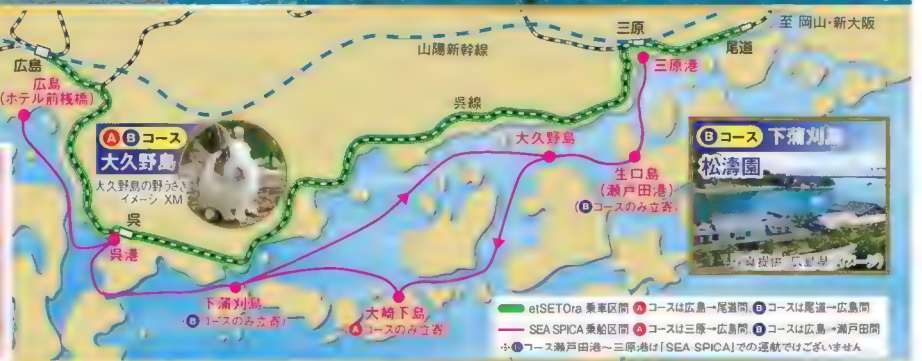 至 岡山・新大阪
三原
尾道
山陽新幹線
広島
三原港
広島
(ホテル前桟橋)
呉線
大久野島
ABコース
大久野島
大久野島の野うさぎ
イメージ XM
Bコース 下蒲刈
松濤園
生口島
(瀬戸田港)
(Bコースのみ立寄)
呉
呉港
下蒲刈島
(Bコースのみ立寄)
大崎下島
(Aコースのみ立寄)
etSETOra 乗車区間 Aコースは広島→尾道間、Bコースは尾道→広島間
SEA SPICA 乗船区間 Aコースは三原→広島間、Bコースは広島→瀬戸田間
※Bコース瀬戸田港~三原港は「SEA SPICA」での運航ではございません